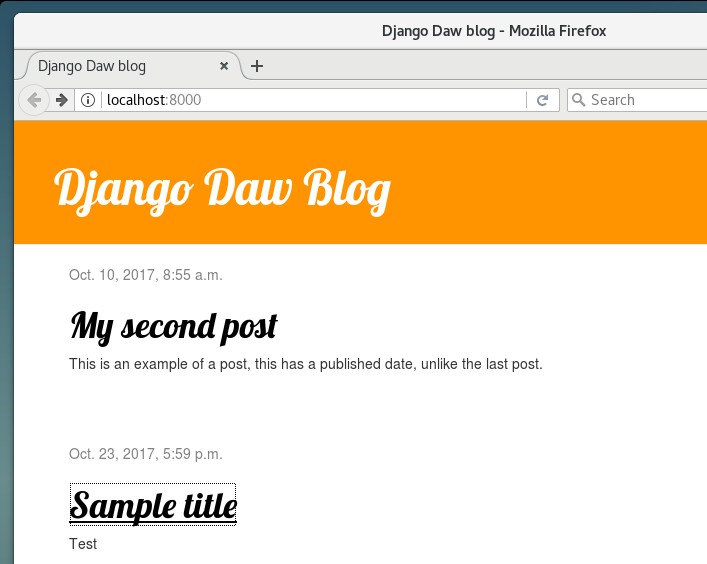 Django Daw blog - Mozilla Firefox
Django Daw blog
localhost:8000
Search
Django Daw Blog
Oct. 10, 2017, 8:55 a.m.
My second post
This is an example of a post, this has a published date, unlike the last post.
Oct. 23, 2017, 5:59 p.m.
Sample title
Test